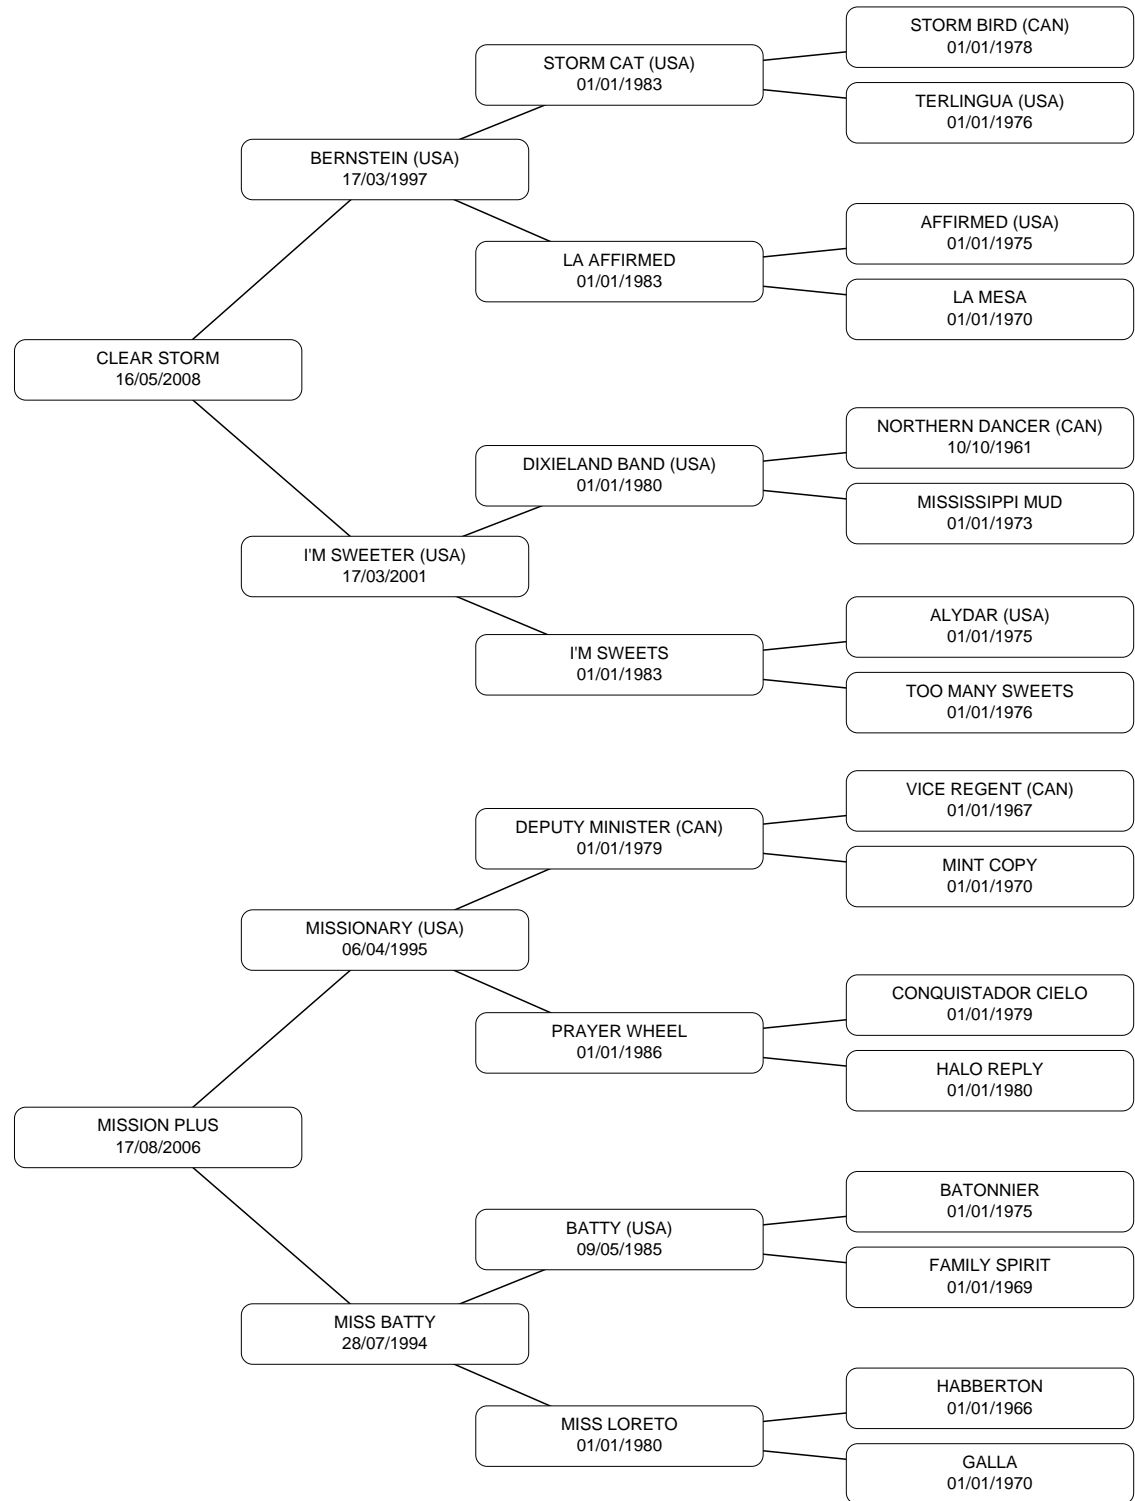 STORM BIRD (CAN)
01/01/1978
STORM CAT (USA)
01/01/1983
TERLINGUA (USA)
01/01/1976
BERNSTEIN (USA)
17/03/1997
AFFIRMED (USA)
01/01/1975
LA AFFIRMED
01/01/1983
LA MESA
01/01/1970
CLEAR STORM
16/05/2008
NORTHERN DANCER (CAN)
10/10/1961
DIXIELAND BAND (USA)
01/01/1980
MISSISSIPPI MUD
01/01/1973
I'M SWEETER (USA)
17/03/2001
ALYDAR (USA)
01/01/1975
I'M SWEETS
01/01/1983
TOO MANY SWEETS
01/01/1976
VICE REGENT (CAN)
01/01/1967
DEPUTY MINISTER (CAN)
01/01/1979
MINT COPY
01/01/1970
MISSIONARY (USA)
06/04/1995
CONQUISTADOR CIELO
01/01/1979
PRAYER WHEEL
01/01/1986
HALO REPLY
01/01/1980
MISSION PLUS
17/08/2006
BATONNIER
01/01/1975
BATTY (USA)
09/05/1985
FAMILY SPIRIT
01/01/1969
MISS BATTY
28/07/1994
HABBERTON
01/01/1966
MISS LORETO
01/01/1980
GALLA
01/01/1970